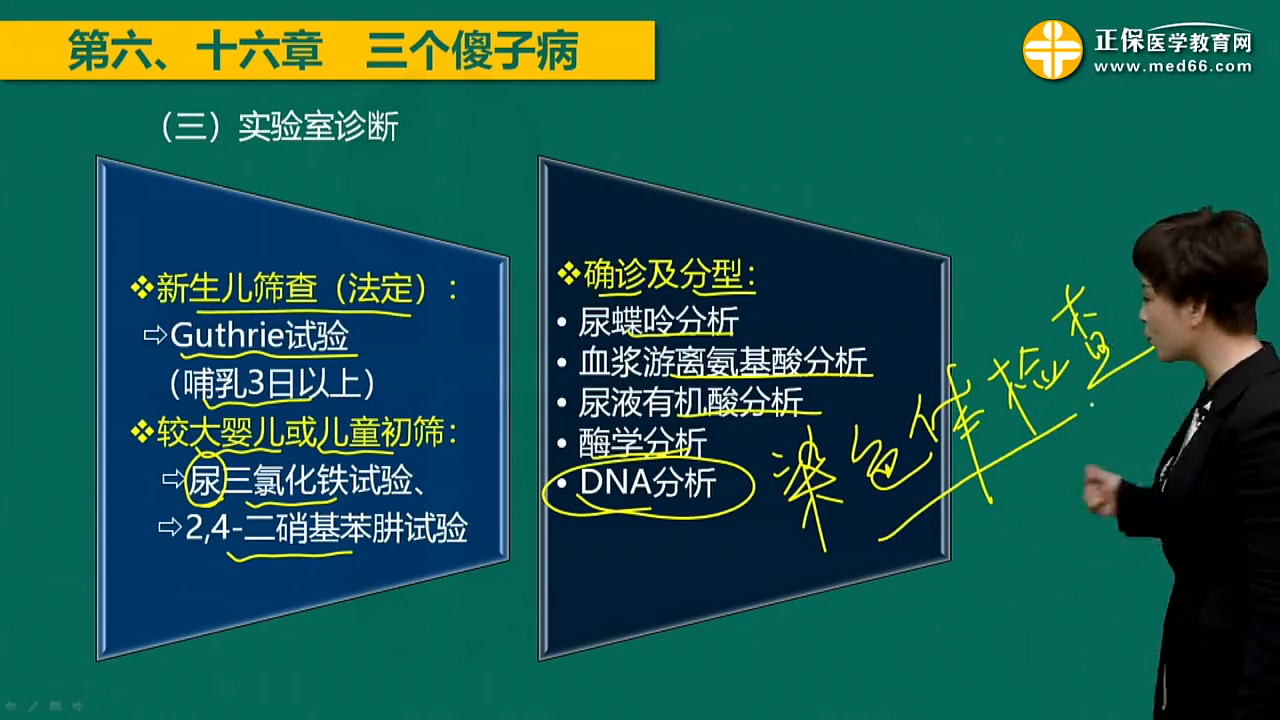 第六、十六章 三个傻子病
正保医学教育网
www.med66.com
（三）实验室诊断
❖新生儿筛查（法定）：
⇨Guthrie试验
（哺乳3日以上）
❖较大婴儿或儿童初筛：
⇨尿三氯化铁试验、
⇨2,4-二硝基苯肼试验
❖确诊及分型：
• 尿蝶呤分析
• 血浆游离氨基酸分析
• 尿液有机酸分析
• 酶学分析
• DNA分析
染色体检查